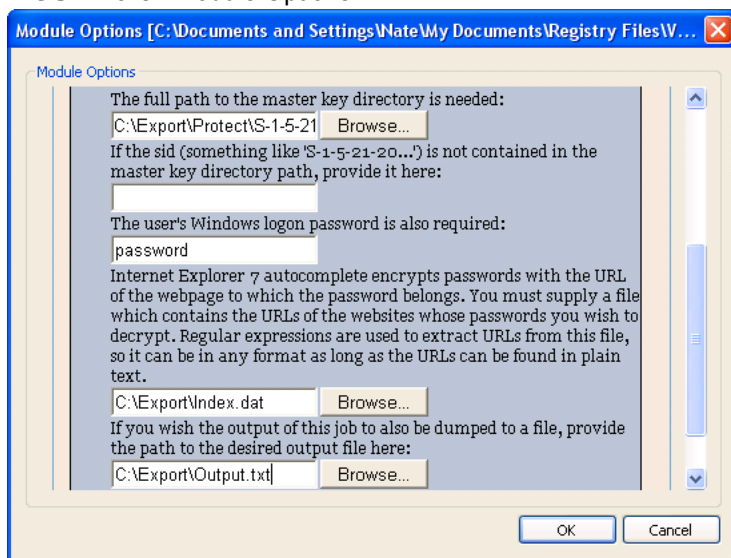 Module Options [C:\Documents and Settings\Nate\My Documents\Registry Files\V...
Module Options
The full path to the master key directory is needed:
C:\Export\Protect\S-1-5-21 Browse...
If the sid (something like 'S-1-5-21-20...') is not contained in the
master key directory path, provide it here:
The user's Windows logon password is also required:
password
Internet Explorer 7 autocomplete encrypts passwords with the URL
of the webpage to which the password belongs. You must supply a file
which contains the URLs of the websites whose passwords you wish to
decrypt. Regular expressions are used to extract URLs from this file,
so it can be in any format as long as the URLs can be found in plain
text.
C:\Export\Index.dat Browse...
If you wish the output of this job to also be dumped to a file, provide
the path to the desired output file here:
C:\Export\Output.txt Browse...
OK Cancel